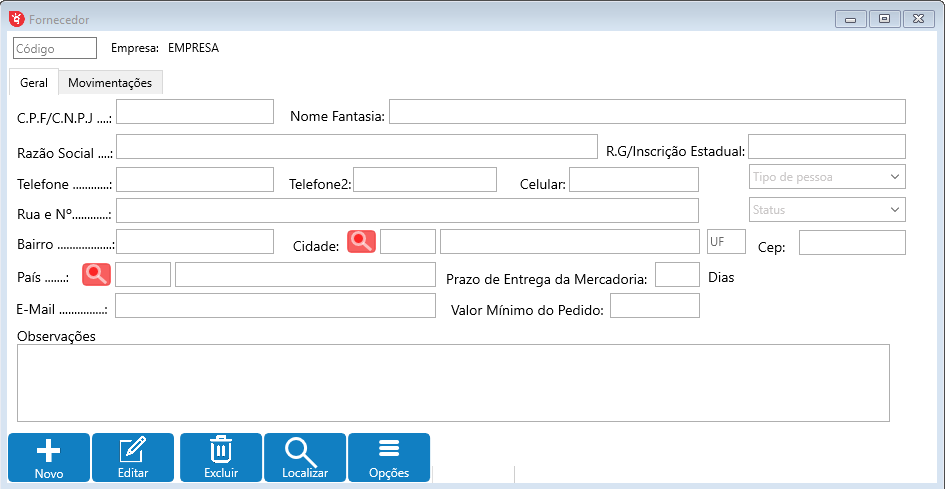 Fornecedor
Código Empresa: EMPRESA
Geral Movimentações
C.P.F/C.N.P.J ....: Nome Fantasia:
Razão Social ....: R.G/Inscrição Estadual:
Telefone ............: Telefone2: Celular: Tipo de pessoa
Rua e Nº............: Status
Bairro ..................: Cidade: UF Cep:
País .......: Prazo de Entrega da Mercadoria: Dias
E-Mail ...............: Valor Mínimo do Pedido:
Observações
Novo Editar Excluir Localizar Opções